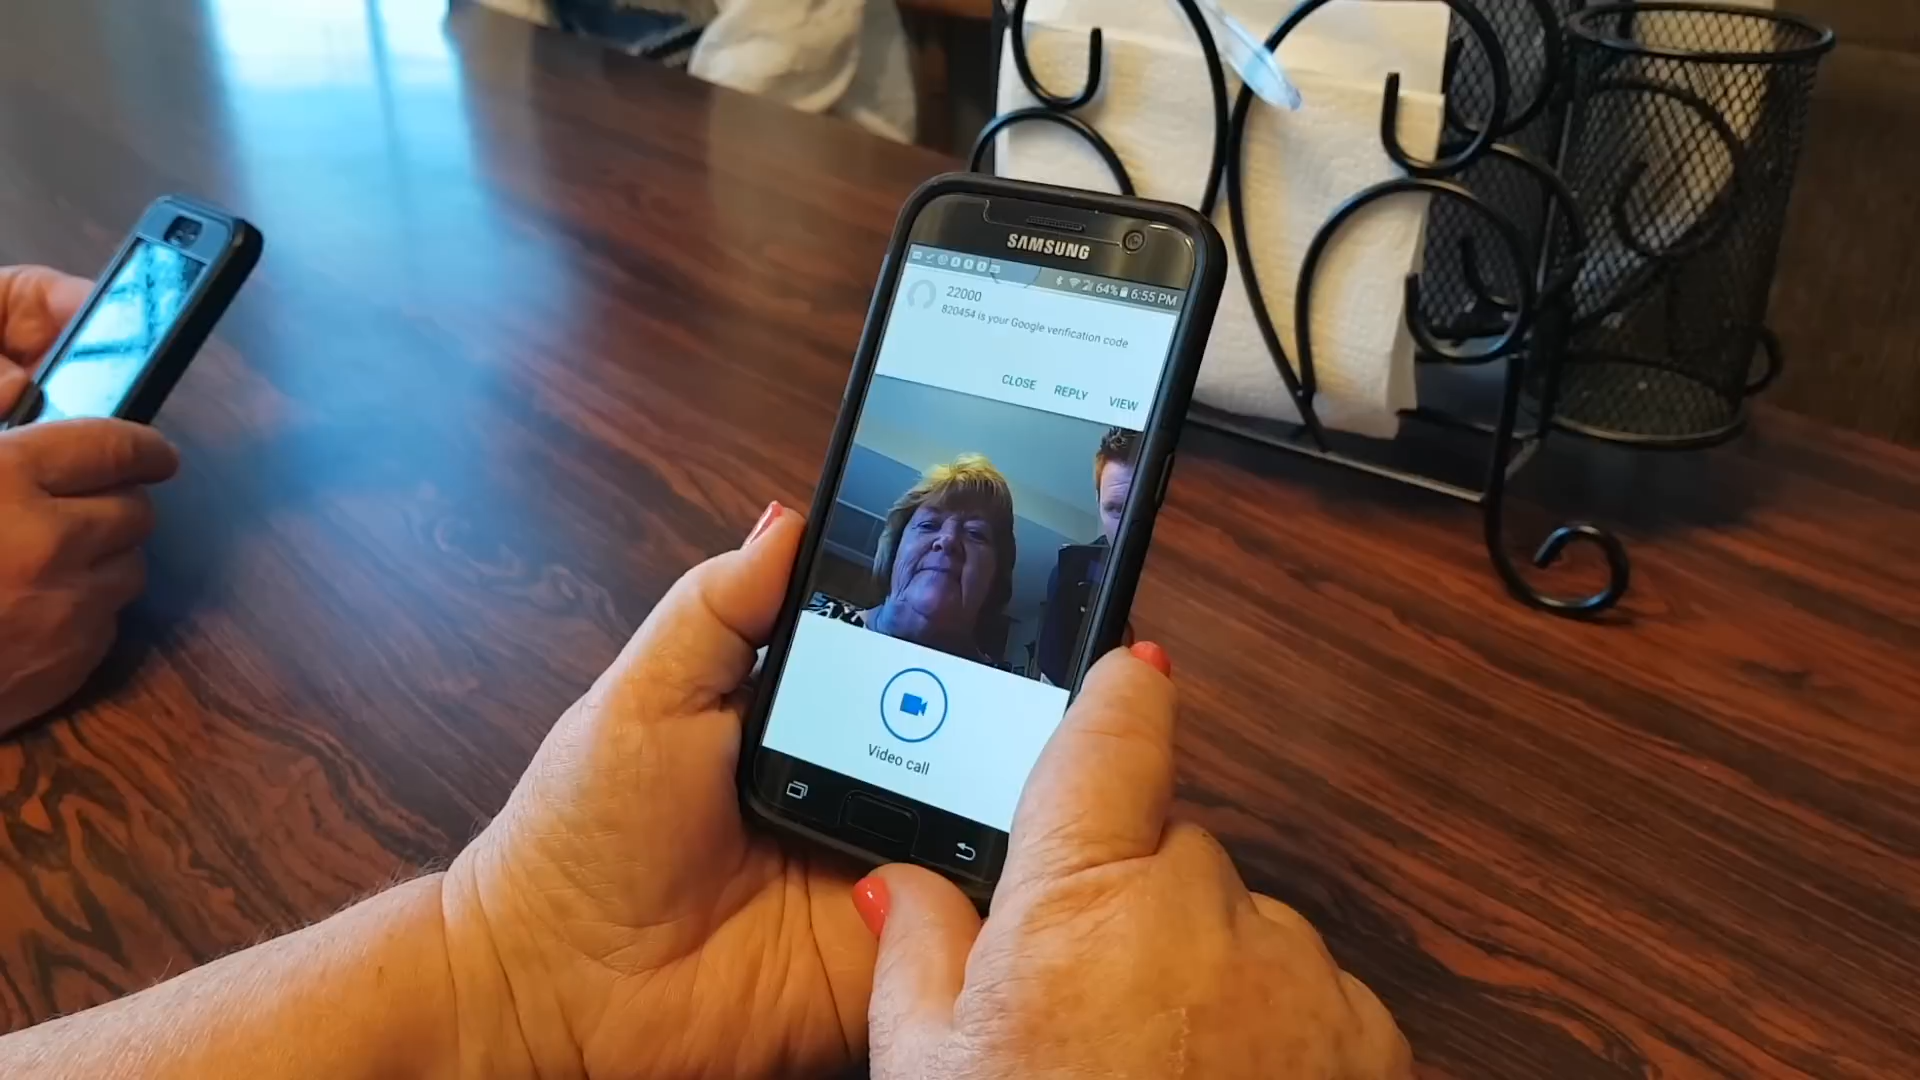 SAMSUNG
64% 6:55 PM
22000
820454 is your Google verification code
CLOSE REPLY VIEW
Video call